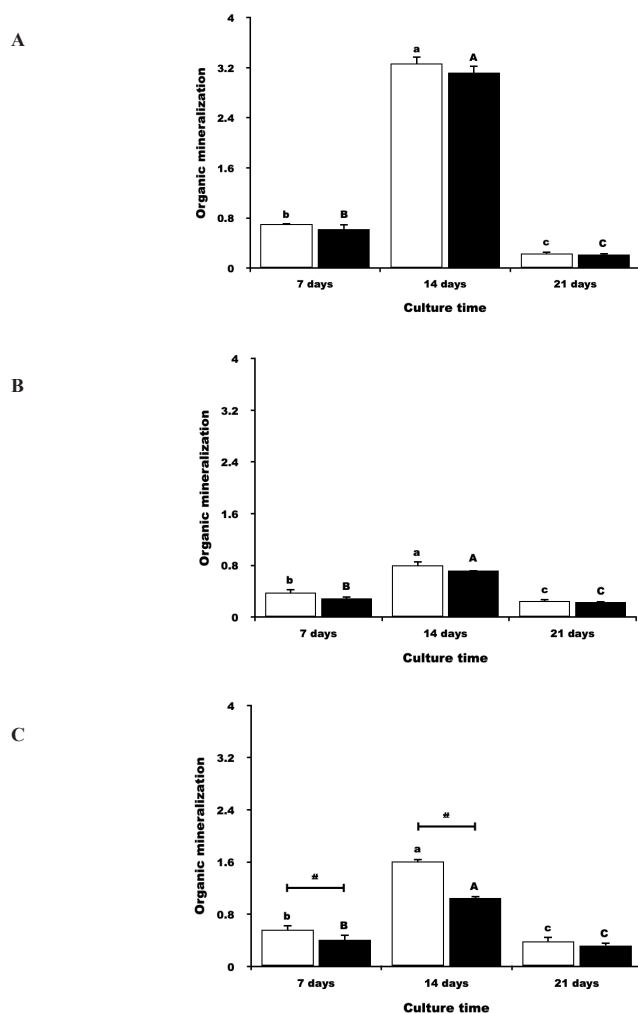 A
4
3.2
2.4
1.6
0.8
0
Organic mineralization
b
B
a
A
c
C
7 days
14 days
21 days
Culture time
B
4
3.2
2.4
1.6
0.8
0
Organic mineralization
b
B
a
A
c
C
7 days
14 days
21 days
Culture time
C
4
3.2
2.4
1.6
0.8
0
Organic mineralization
#
b
B
#
a
A
c
C
7 days
14 days
21 days
Culture time